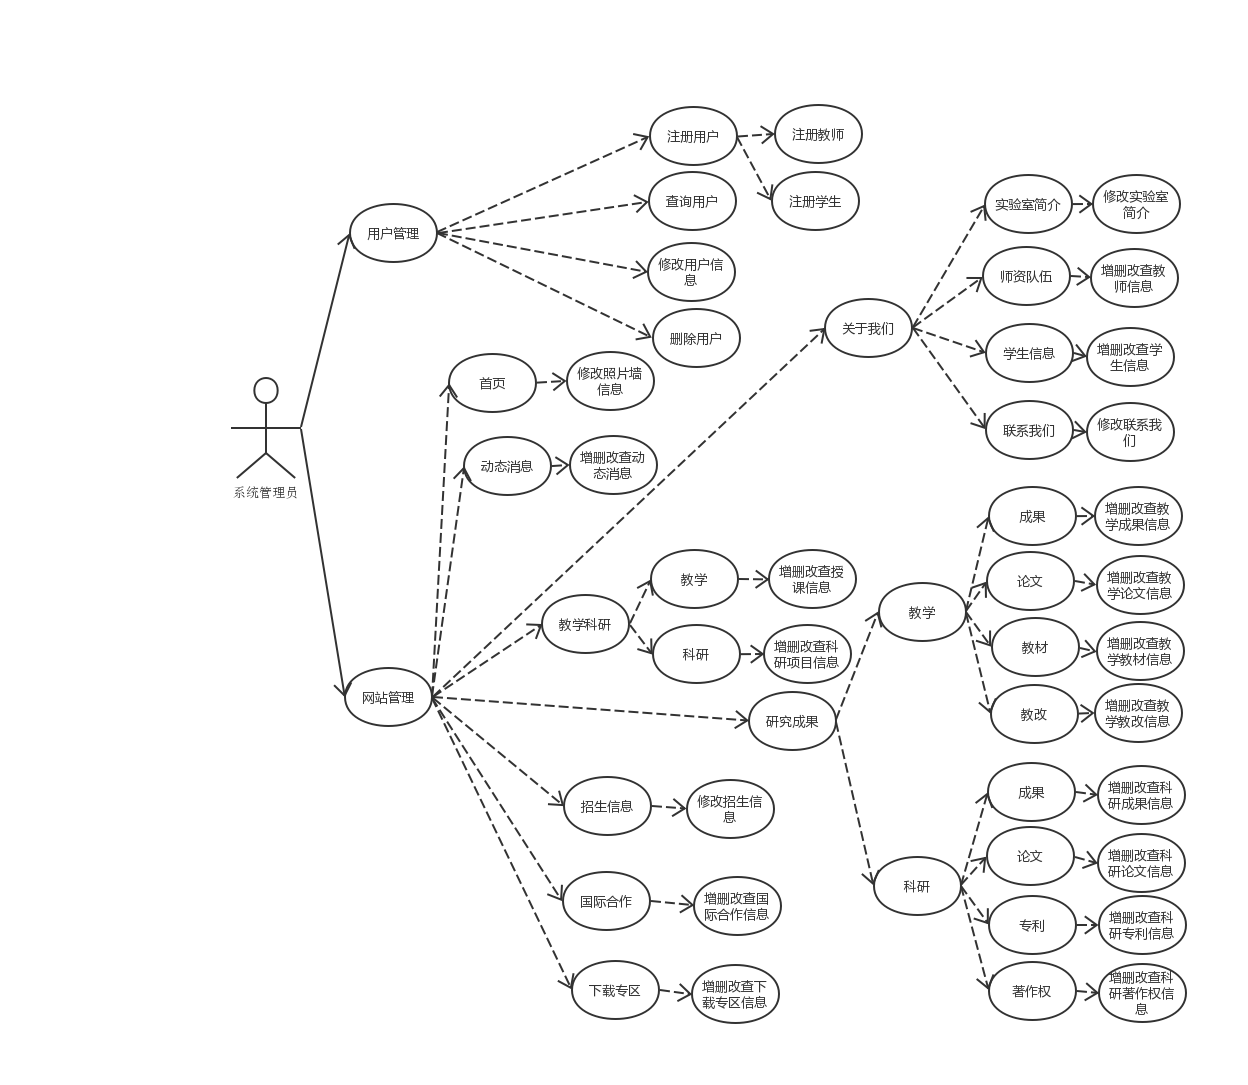 注册用户
注册教师
查询用户
注册学生
用户管理
修改用户信
息
删除用户
实验室简介
修改实验室
简介
师资队伍
增删改查教
师信息
关于我们
学生信息
增删改查学
生信息
联系我们
修改联系我
们
首页
修改照片墙
信息
动态消息
增删改查动
态消息
系统管理员
网站管理
教学科研
教学
增删改查授
课信息
科研
增删改查科
研项目信息
研究成果
教学
成果
增删改查教
学成果信息
论文
增删改查教
学论文信息
教材
增删改查教
学教材信息
教改
增删改查教
学教改信息
科研
成果
增删改查科
研成果信息
论文
增删改查科
研论文信息
专利
增删改查科
研专利信息
著作权
增删改查科
研著作权信
息
招生信息
修改招生信
息
国际合作
增删改查国
际合作信息
下载专区
增删改查下
载专区信息